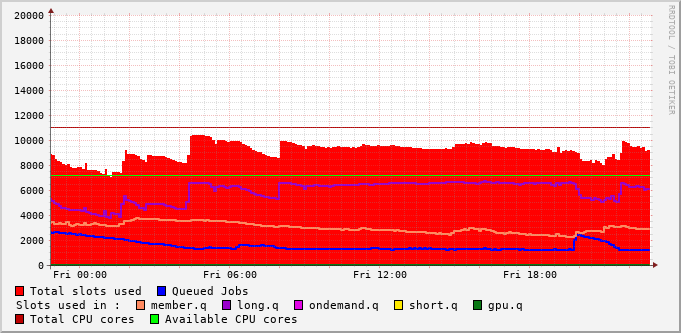 RRDTOOL / TOBI OETIKER
20000
18000
16000
14000
12000
10000
8000
6000
4000
2000
0
Fri 00:00 Fri 06:00 Fri 12:00 Fri 18:00
Total slots used Queued Jobs
Slots used in : member.q long.q ondemand.q short.q gpu.q
Total CPU cores Available CPU cores